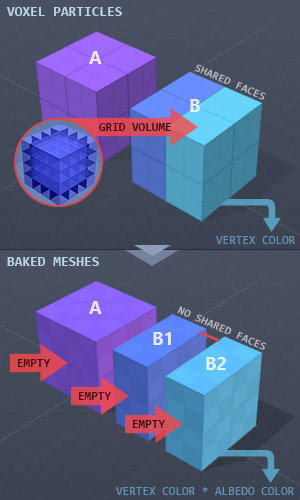 VOXEL PARTICLES
A
SHARED FACES
B
GRID VOLUME
VERTEX COLOR
BAKED MESHES
A
NO SHARED FACES
B1
B2
EMPTY
EMPTY
EMPTY
VERTEX COLOR * ALBEDO COLOR